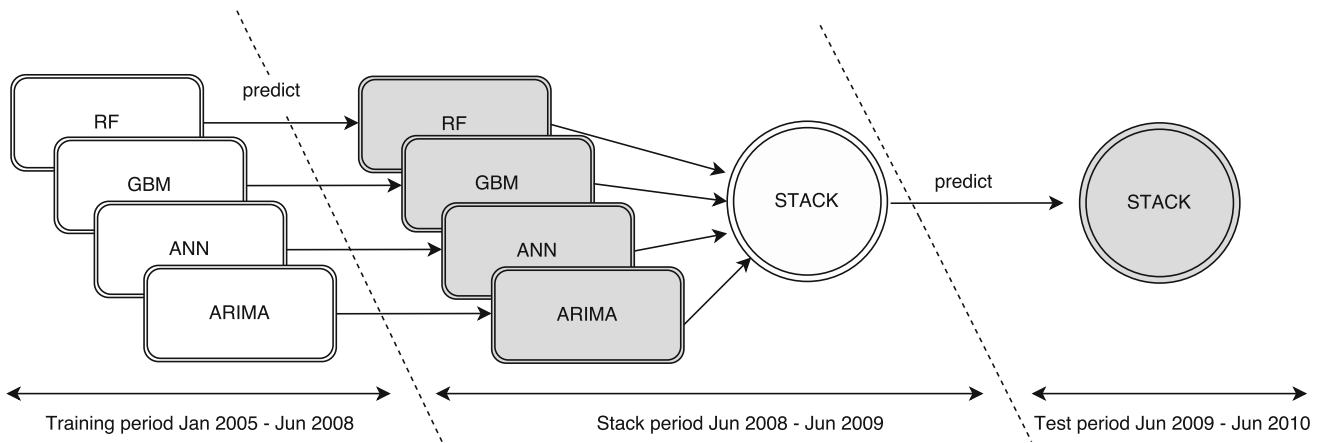 predict
RF
GBM
ANN
ARIMA
RF
GBM
ANN
ARIMA
STACK
predict
STACK
Training period Jan 2005 - Jun 2008
Stack period Jun 2008 - Jun 2009
Test period Jun 2009 - Jun 2010